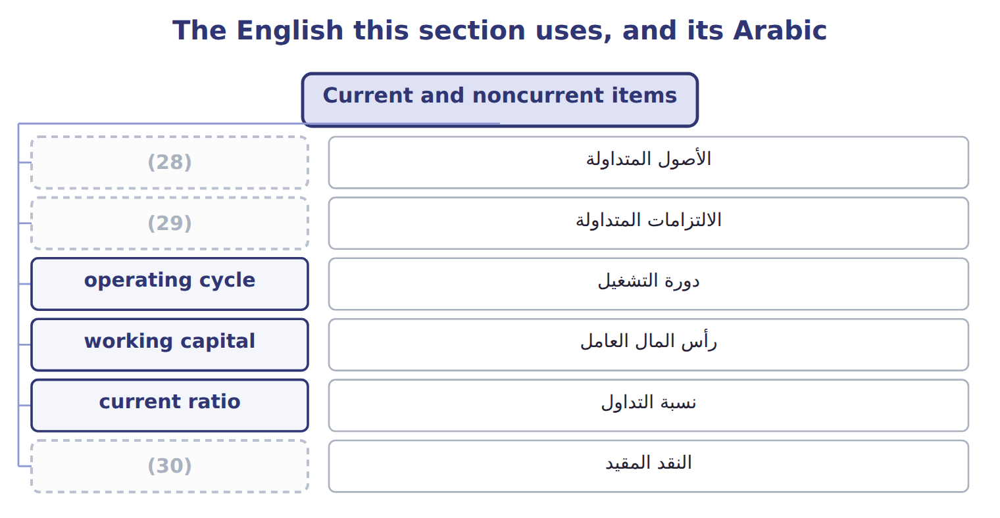 The English this section uses, and its Arabic
Current and noncurrent items
(28)
الأصول المتداولة
(29)
الالتزامات المتداولة
operating cycle
دورة التشغيل
working capital
رأس المال العامل
current ratio
نسبة التداول
(30)
النقد المقيد